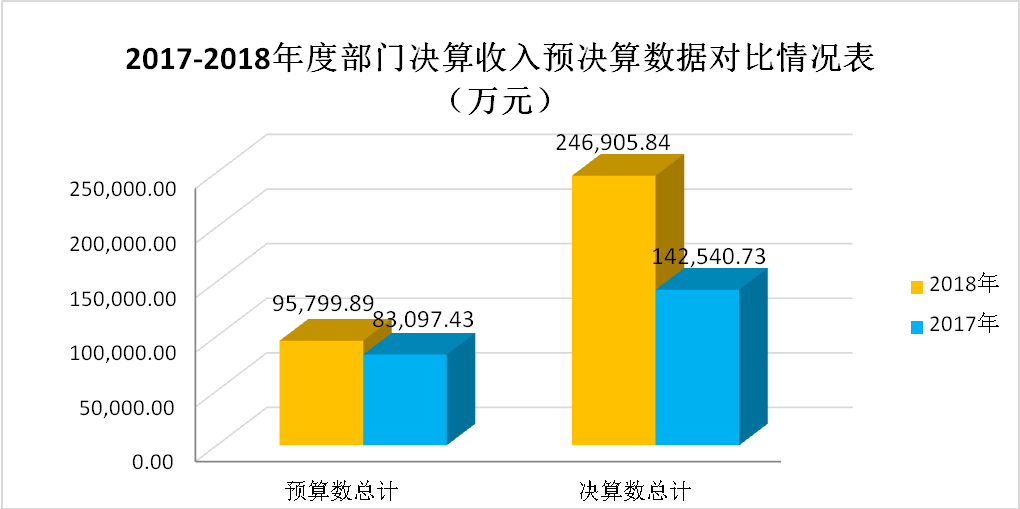 2017-2018年度部门决算收入预决算数据对比情况表
（万元）
246,905.84
250,000.00
200,000.00
142,540.73
150,000.00
95,799.89
83,097.43
100,000.00
50,000.00
0.00
2018年
2017年
预算数总计
决算数总计